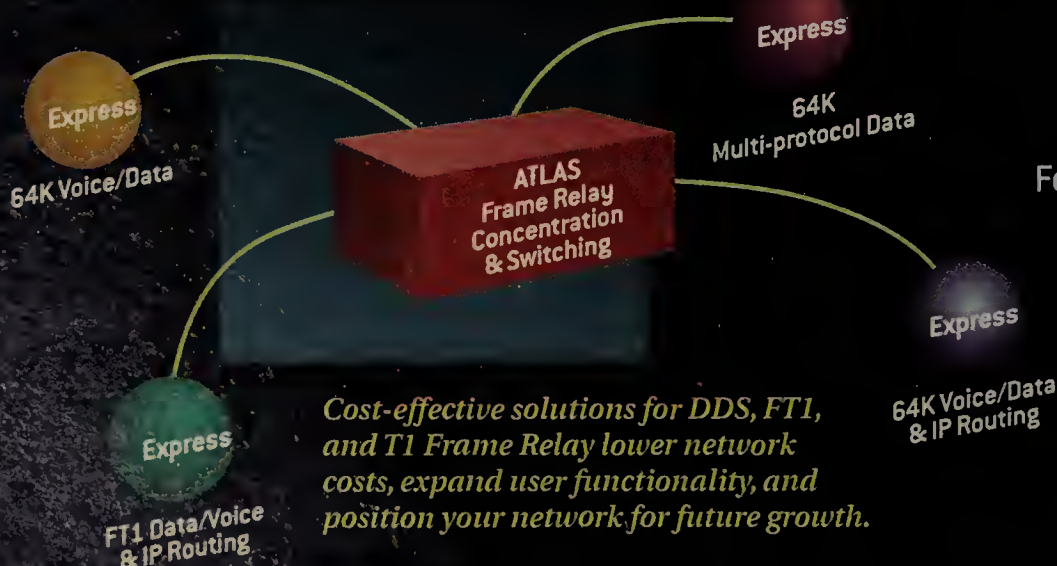 Express
64K Voice/Data
Express
64K
Multi-protocol Data
ATLAS
Frame Relay
Concentration
& Switching
Express
64K Voice/Data
& IP Routing
Express
FT1 Data/Voice
& IP Routing
Cost-effective solutions for DDS, FT1,
and T1 Frame Relay lower network
costs, expand user functionality, and
position your network for future growth.